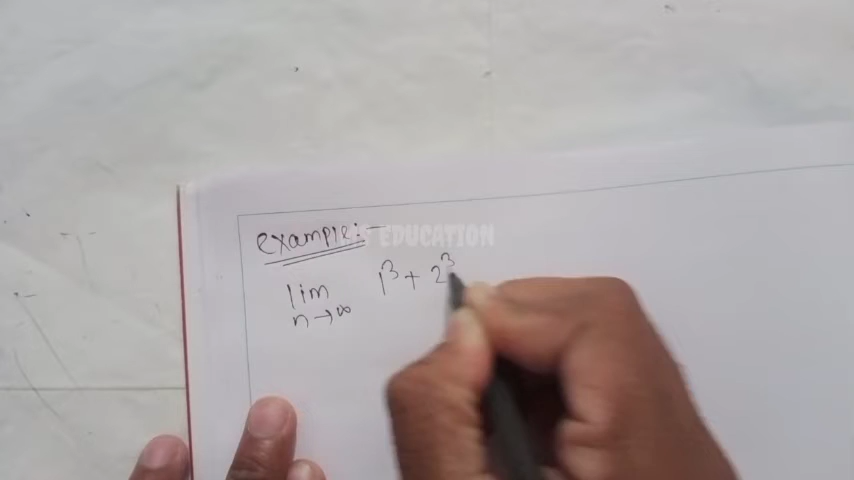 example:-
lim 1³ + 2³
n→∞
EDUCATION